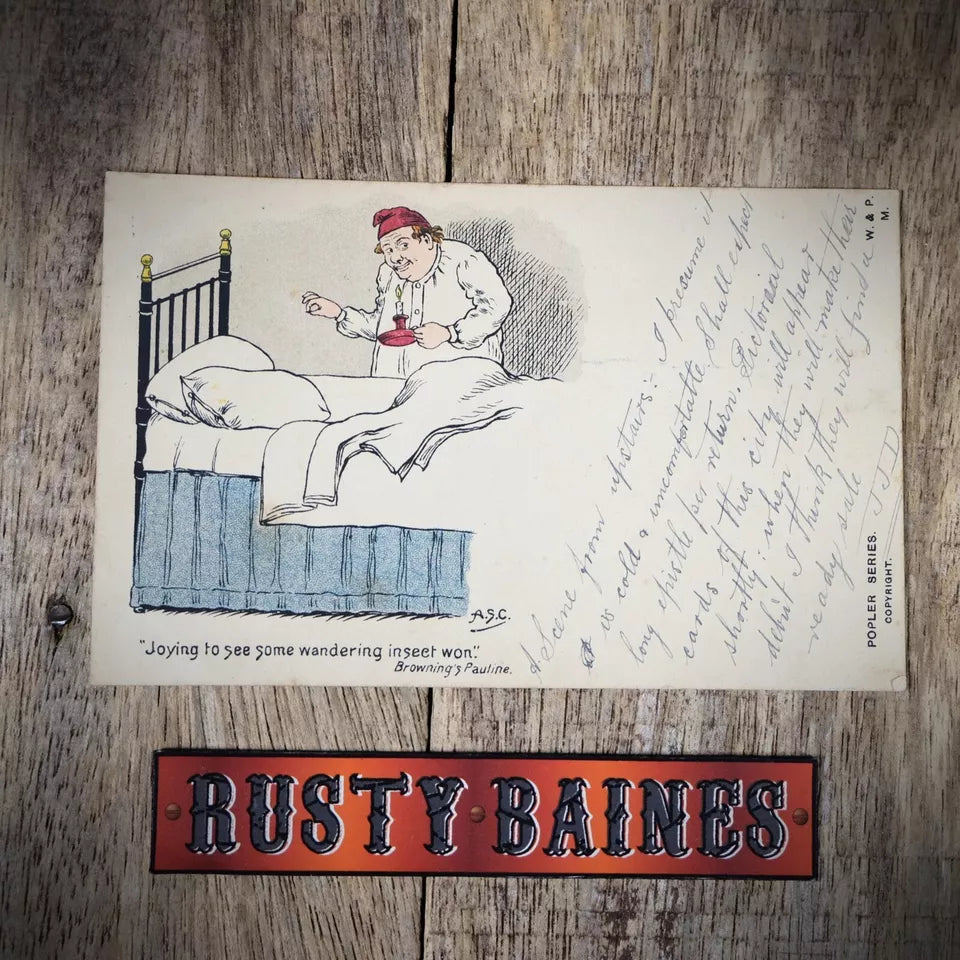 "Joying to see some wandering insect won".
Browning's Pauline.
A.S.C.
A Scene from upstairs:- I presume it
is cold & uncomfortable. Shall expect
long epistle per return. Pictorial
cards of this city will appear
shortly; when they will make their
debut I think they will find a
ready sale
J.J.D
W. & P.
M.
POPLER SERIES.
COPYRIGHT.
RUSTY BAINES